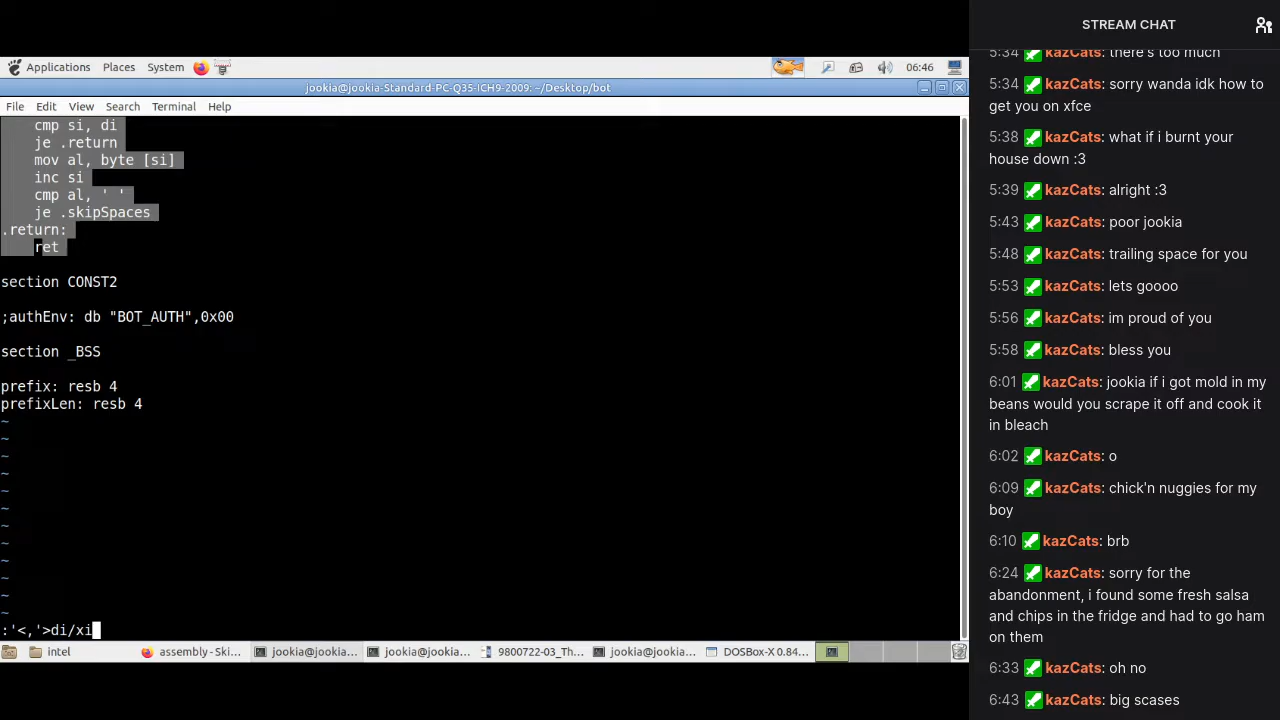 Applications Places System 06:46
jookia@jookia-Standard-PC-Q35-ICH9-2009: ~/Desktop/bot
File Edit View Search Terminal Help
    cmp si, di
    je .return
    mov al, byte [si]
    inc si
    cmp al, ' '
    je .skipSpaces
.return:
    ret
section CONST2
;authEnv: db "BOT_AUTH",0x00
section _BSS
prefix: resb 4
prefixLen: resb 4
~
~
~
~
~
~
~
~
~
~
~
~
:'<,'>di/xi
intel assembly - Ski... jookia@jookia... jookia@jooki... 9800722-03_Th... jookia@jookia... DOSBox-X 0.84...
STREAM CHAT
5:34 kazCats: there's too much
5:34 kazCats: sorry wanda idk how to
get you on xfce
5:38 kazCats: what if i burnt your
house down :3
5:39 kazCats: alright :3
5:43 kazCats: poor jookia
5:48 kazCats: trailing space for you
5:53 kazCats: lets goooo
5:56 kazCats: im proud of you
5:58 kazCats: bless you
6:01 kazCats: jookia if i got mold in my
beans would you scrape it off and cook it
in bleach
6:02 kazCats: o
6:09 kazCats: chick'n nuggies for my
boy
6:10 kazCats: brb
6:24 kazCats: sorry for the
abandonment, i found some fresh salsa
and chips in the fridge and had to go ham
on them
6:33 kazCats: oh no
6:43 kazCats: big scases